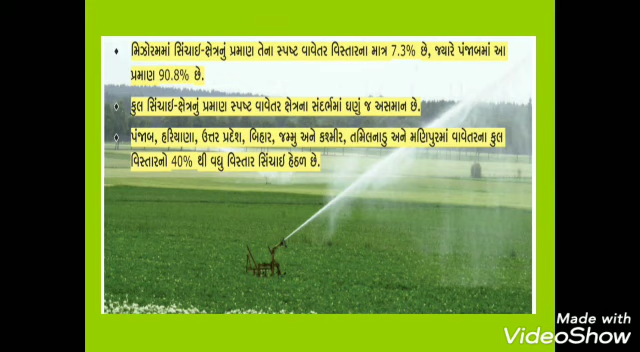 ♦ મિઝોરમમાં સિંચાઈ-ક્ષેત્રનું પ્રમાણ તેના સ્પષ્ટ વાવેતર વિસ્તારના માત્ર 7.3% છે, જ્યારે પંજાબમાં આ
પ્રમાણ 90.8% છે.
♦ કુલ સિંચાઈ-ક્ષેત્રનું પ્રમાણ સ્પષ્ટ વાવેતર ક્ષેત્રના સંદર્ભમાં ઘણું જ અસમાન છે.
♦ પંજાબ, હરિયાણા, ઉત્તર પ્રદેશ, બિહાર, જમ્મુ અને કશ્મીર, તમિલનાડુ અને મણિપુરમાં વાવેતરના કુલ
વિસ્તારનો 40% થી વધુ વિસ્તાર સિંચાઈ હેઠળ છે.
Made with
VideoShow